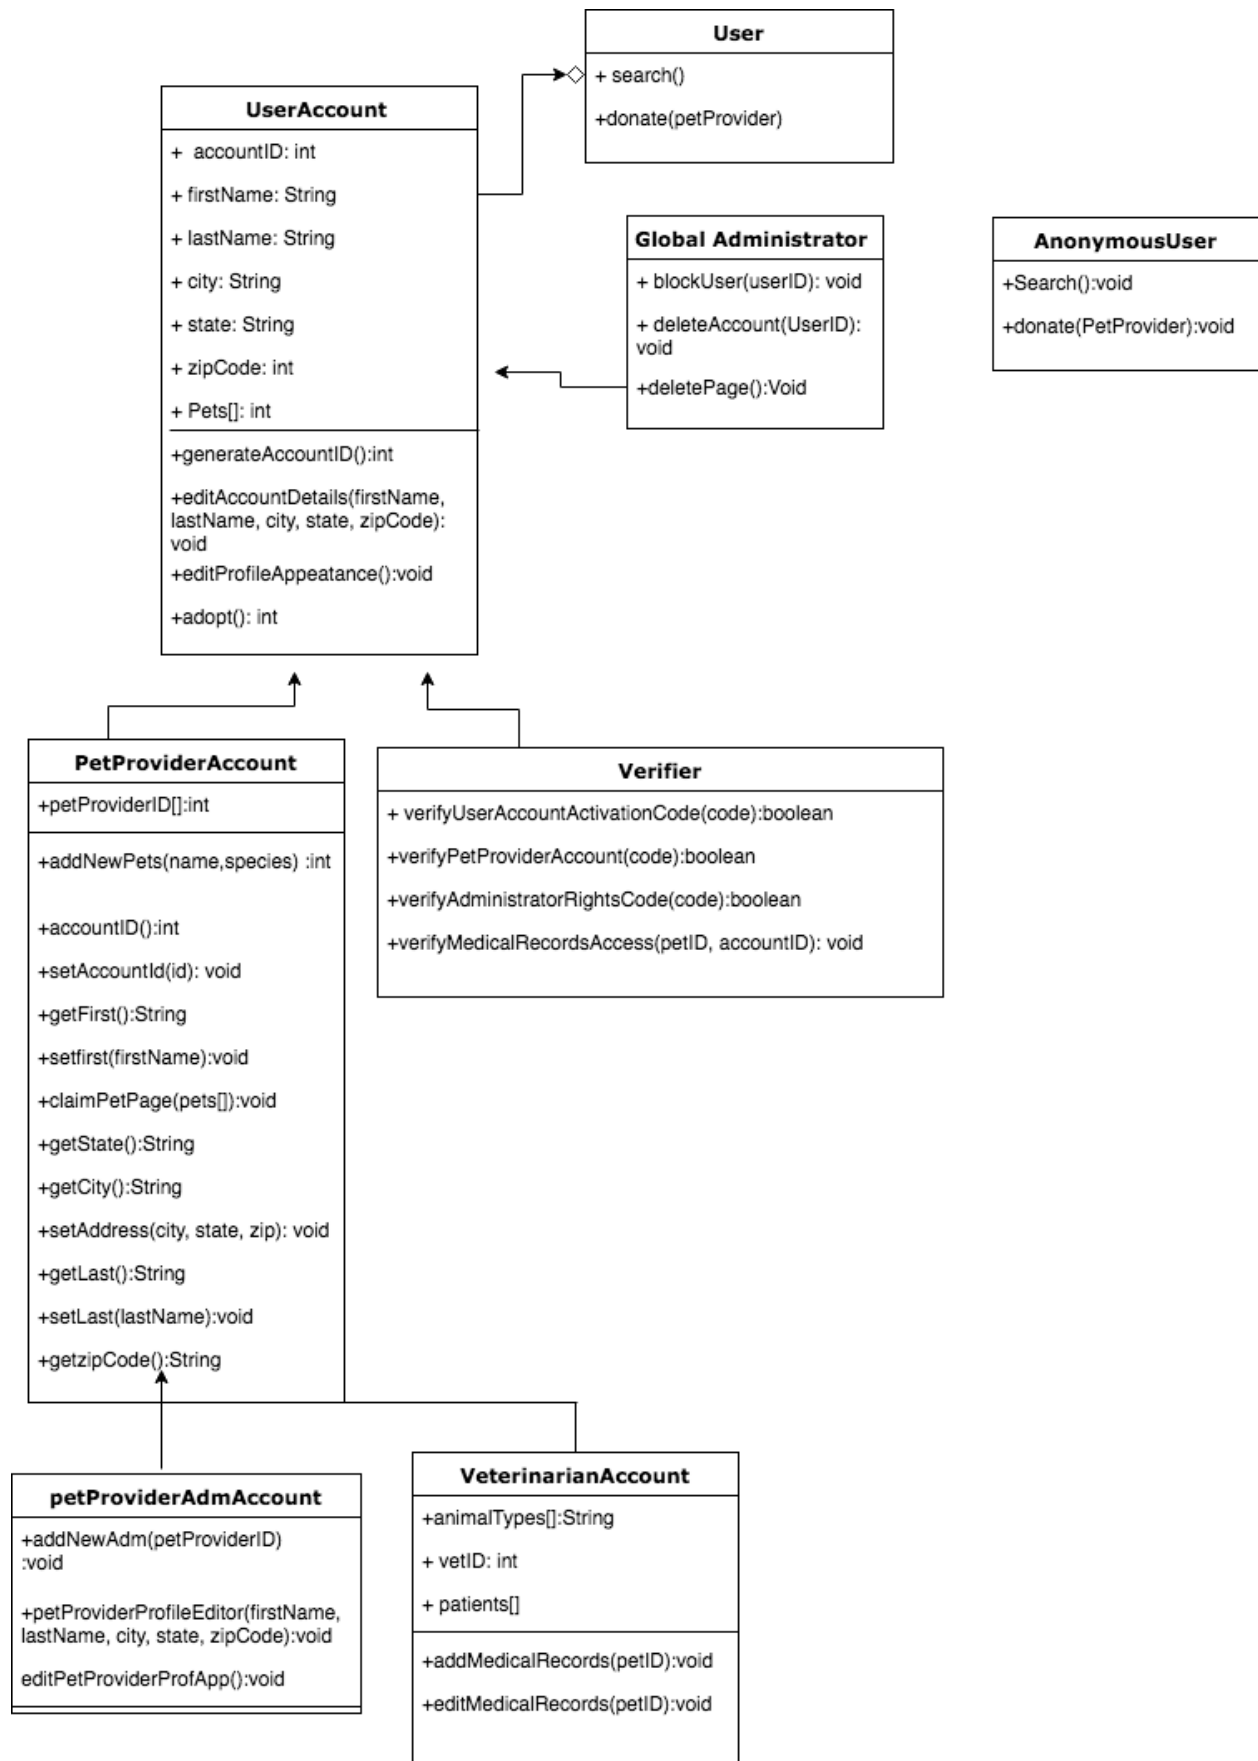 User
+ search()
+donate(petProvider)
UserAccount
+ accountID: int
+ firstName: String
+ lastName: String
+ city: String
+ state: String
+ zipCode: int
+ Pets[]: int
+generateAccountID():int
+editAccountDetails(firstName,
lastName, city, state, zipCode):
void
+editProfileAppeatance():void
+adopt(): int
Global Administrator
+ blockUser(userID): void
+ deleteAccount(UserID):
void
+deletePage():Void
AnonymousUser
+Search():void
+donate(PetProvider):void
PetProviderAccount
+petProviderID[]:int
+addNewPets(name,species) :int
+accountID():int
+setAccountId(id): void
+getFirst():String
+setfirst(firstName):void
+claimPetPage(pets[]):void
+getState():String
+getCity():String
+setAddress(city, state, zip): void
+getLast():String
+setLast(lastName):void
+getzipCode():String
Verifier
+ verifyUserAccountActivationCode(code):boolean
+verifyPetProviderAccount(code):boolean
+verifyAdministratorRightsCode(code):boolean
+verifyMedicalRecordsAccess(petID, accountID): void
petProviderAdmAccount
+addNewAdm(petProviderID)
:void
+petProviderProfileEditor(firstName,
lastName, city, state, zipCode):void
editPetProviderProfApp():void
VeterinarianAccount
+animalTypes[]:String
+ vetID: int
+ patients[]
+addMedicalRecords(petID):void
+editMedicalRecords(petID):void